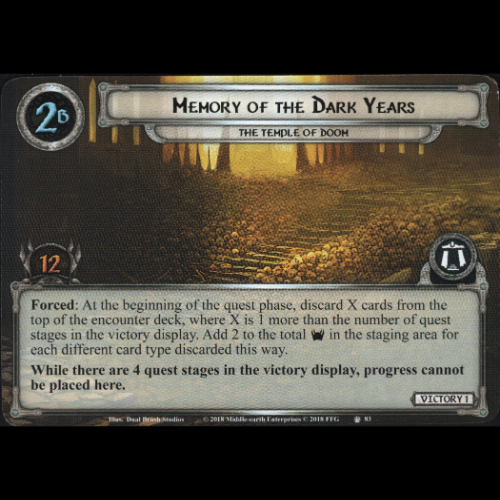 2B
MEMORY OF THE DARK YEARS
THE TEMPLE OF DOOM
12
Forced: At the beginning of the quest phase, discard X cards from the
top of the encounter deck, where X is 1 more than the number of quest
stages in the victory display. Add 2 to the total in the staging area for
each different card type discarded this way.
While there are 4 quest stages in the victory display, progress cannot
be placed here.
VICTORY 1
Illus. Dual Brush Studios © 2018 Middle-earth Enterprises © 2018 FFG 83